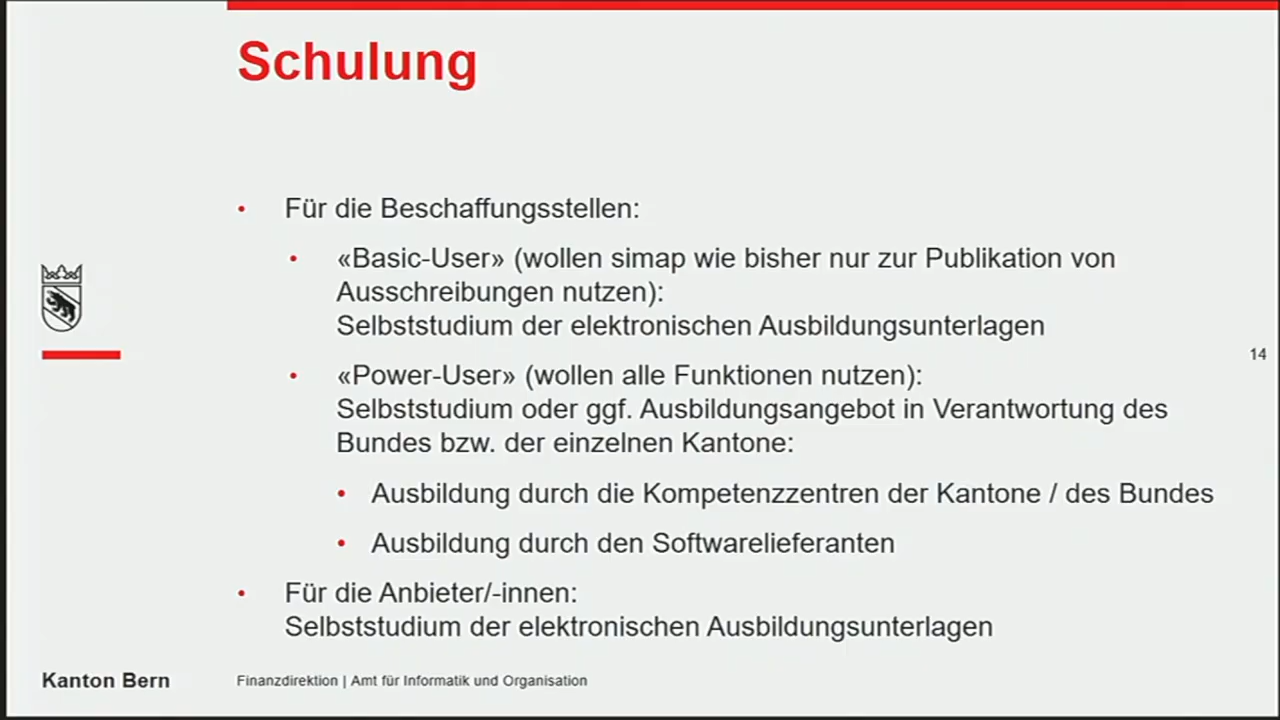 Schulung
• Für die Beschaffungsstellen:
• «Basic-User» (wollen simap wie bisher nur zur Publikation von
Ausschreibungen nutzen):
Selbststudium der elektronischen Ausbildungsunterlagen
• «Power-User» (wollen alle Funktionen nutzen):
Selbststudium oder ggf. Ausbildungsangebot in Verantwortung des
Bundes bzw. der einzelnen Kantone:
• Ausbildung durch die Kompetenzzentren der Kantone / des Bundes
• Ausbildung durch den Softwarelieferanten
• Für die Anbieter/-innen:
Selbststudium der elektronischen Ausbildungsunterlagen
14
Kanton Bern
Finanzdirektion | Amt für Informatik und Organisation